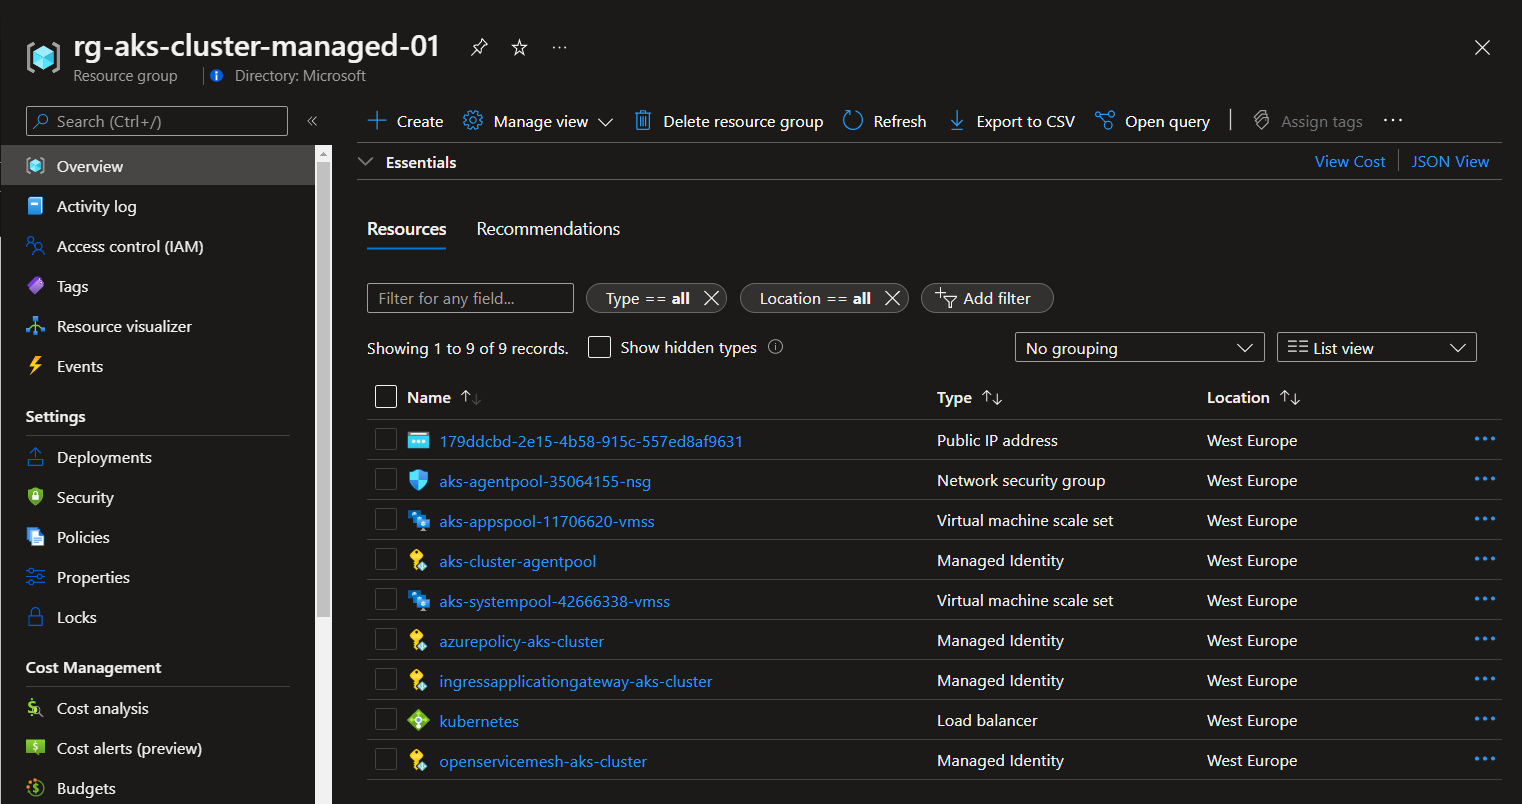 rg-aks-cluster-managed-01
Resource group
Directory: Microsoft
Search (Ctrl+/)
Overview
Activity log
Access control (IAM)
Tags
Resource visualizer
Events
Settings
Deployments
Security
Policies
Properties
Locks
Cost Management
Cost analysis
Cost alerts (preview)
Budgets
Create Manage view Delete resource group Refresh Export to CSV Open query Assign tags
Essentials View Cost JSON View
Resources Recommendations
Filter for any field... Type == all Location == all Add filter
Showing 1 to 9 of 9 records. Show hidden types No grouping List view
Name Type Location
179ddcbd-2e15-4b58-915c-557ed8af9631 Public IP address West Europe
aks-agentpool-35064155-nsg Network security group West Europe
aks-appspool-11706620-vmss Virtual machine scale set West Europe
aks-cluster-agentpool Managed Identity West Europe
aks-systempool-42666338-vmss Virtual machine scale set West Europe
azurepolicy-aks-cluster Managed Identity West Europe
ingressapplicationgateway-aks-cluster Managed Identity West Europe
kubernetes Load balancer West Europe
openservicemesh-aks-cluster Managed Identity West Europe